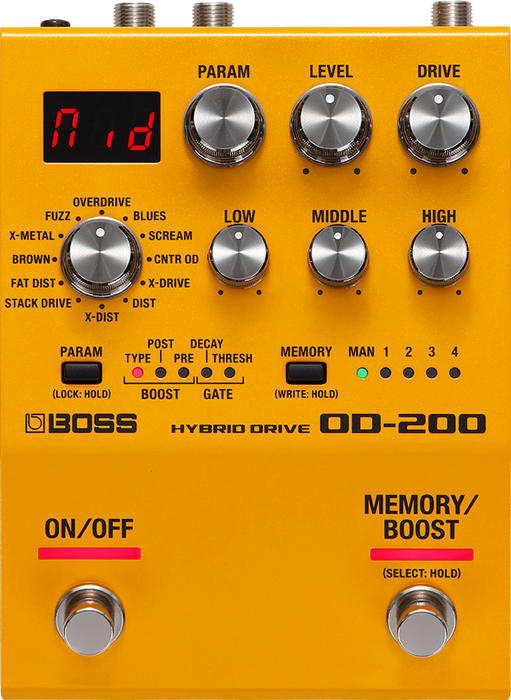 PARAM LEVEL DRIVE
Mid
OVERDRIVE
FUZZ BLUES
X-METAL SCREAM
BROWN CNTR OD
FAT DIST X-DRIVE
STACK DRIVE DIST
X-DIST
LOW MIDDLE HIGH
PARAM
(LOCK: HOLD)
POST DECAY
TYPE PRE THRESH
BOOST GATE
MEMORY
(WRITE: HOLD)
MAN 1 2 3 4
BOSS
HYBRID DRIVE OD-200
ON/OFF
MEMORY/
BOOST
(SELECT: HOLD)